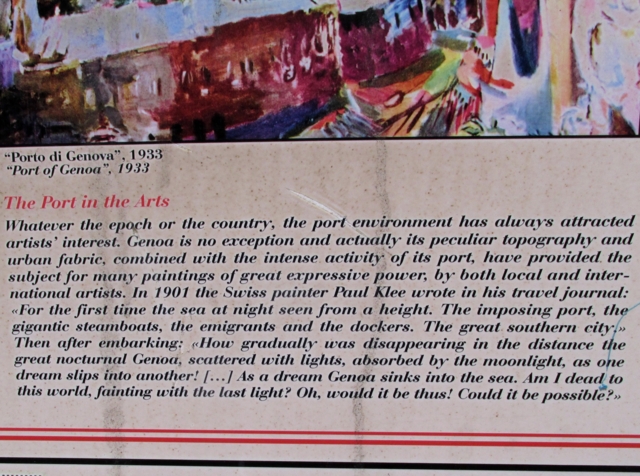 "Porto di Genova", 1933
"Port of Genoa", 1933
The Port in the Arts
Whatever the epoch or the country, the port environment has always attracted
artists' interest. Genoa is no exception and actually its peculiar topography and
urban fabric, combined with the intense activity of its port, have provided the
subject for many paintings of great expressive power, by both local and inter-
national artists. In 1901 the Swiss painter Paul Klee wrote in his travel journal:
«For the first time the sea at night seen from a height. The imposing port, the
gigantic steamboats, the emigrants and the dockers. The great southern city.»
Then after embarking: «How gradually was disappearing in the distance the
great nocturnal Genoa, scattered with lights, absorbed by the moonlight, as one
dream slips into another! [...] As a dream Genoa sinks into the sea. Am I dead to
this world, fainting with the last light? Oh, would it be thus! Could it be possible?»